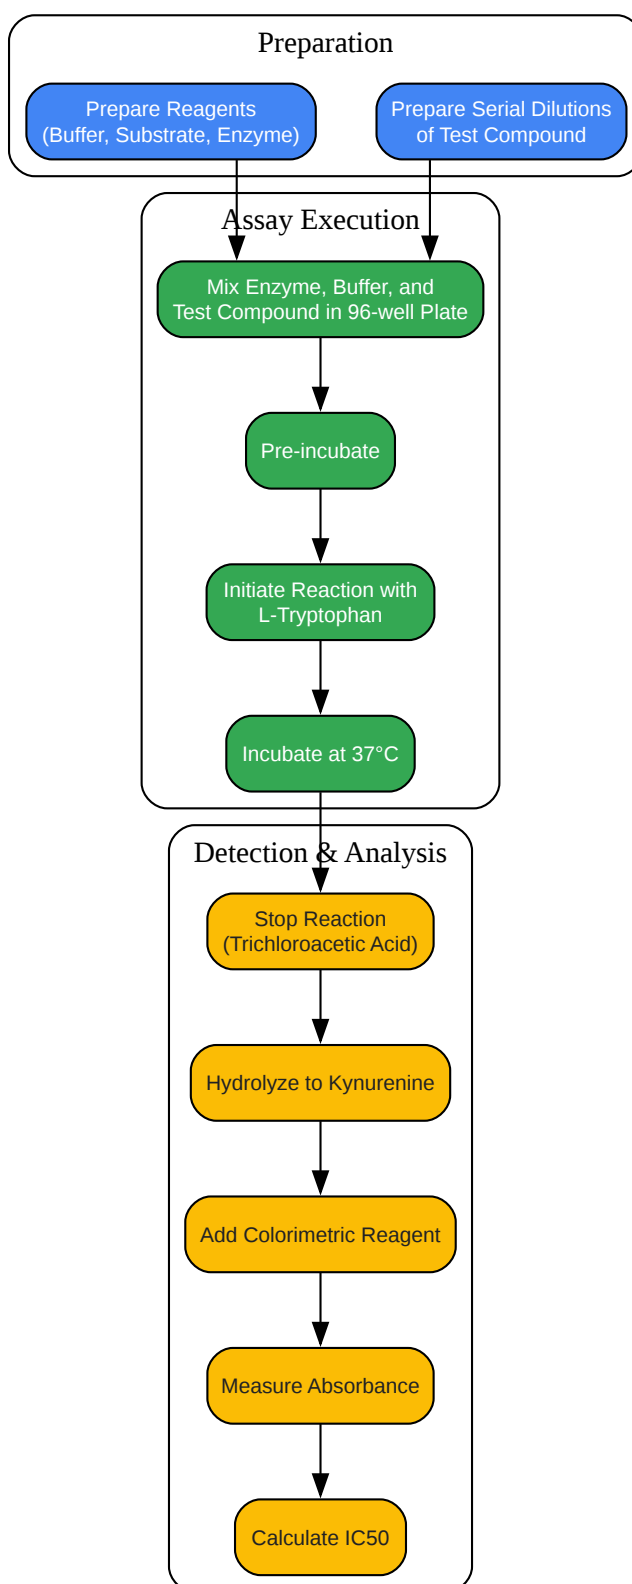 Preparation
Prepare Reagents
(Buffer, Substrate, Enzyme)
Prepare Serial Dilutions
of Test Compound
Assay Execution
Mix Enzyme, Buffer, and
Test Compound in 96-well Plate
Pre-incubate
Initiate Reaction with
L-Tryptophan
Incubate at 37°C
Detection & Analysis
Stop Reaction
(Trichloroacetic Acid)
Hydrolyze to Kynurenine
Add Colorimetric Reagent
Measure Absorbance
Calculate IC50